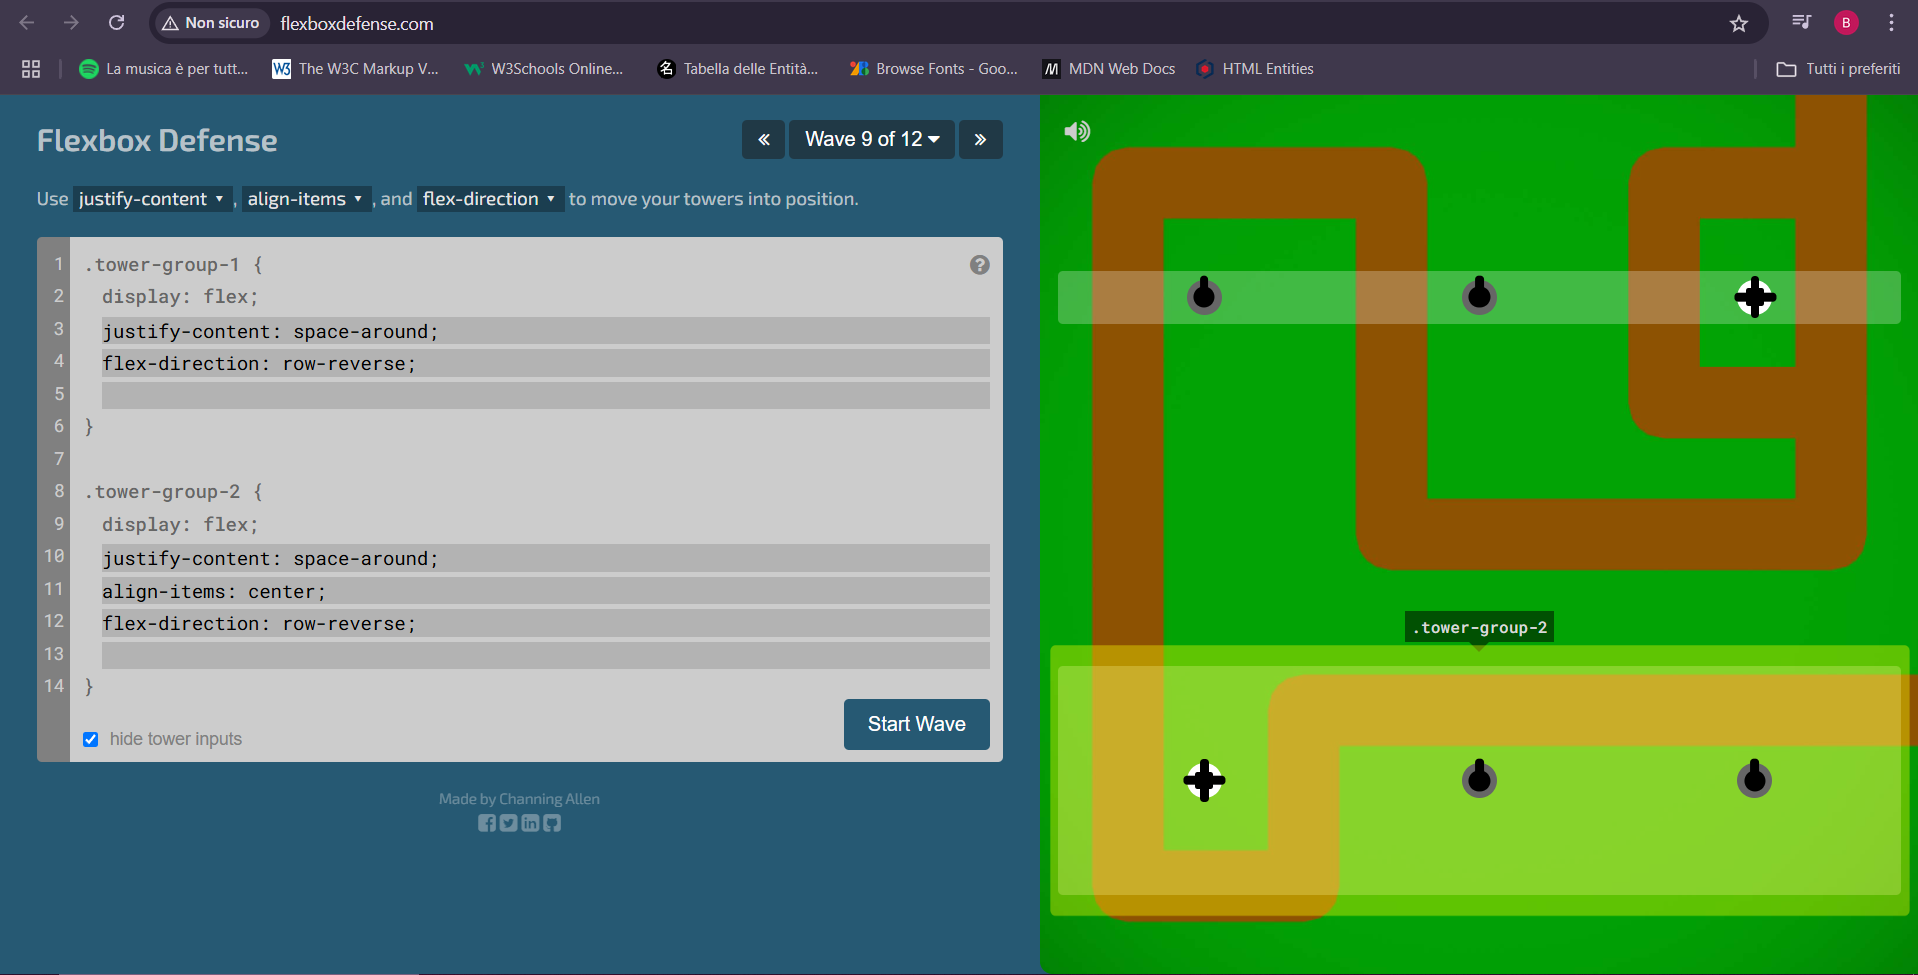 Non sicuro
flexboxdefense.com
B
La musica è per tutt...
The W3C Markup V...
W3Schools Online...
Tabella delle Entità...
Browse Fonts - Goo...
MDN Web Docs
HTML Entities
Tutti i preferiti
Flexbox Defense
« Wave 9 of 12 »
Use justify-content , align-items , and flex-direction to move your towers into position.
1 .tower-group-1 {
2 display: flex;
3 justify-content: space-around;
4 flex-direction: row-reverse;
5
6 }
7
8 .tower-group-2 {
9 display: flex;
10 justify-content: space-around;
11 align-items: center;
12 flex-direction: row-reverse;
13
14 }
?
hide tower inputs
Start Wave
Made by Channing Allen
.tower-group-2